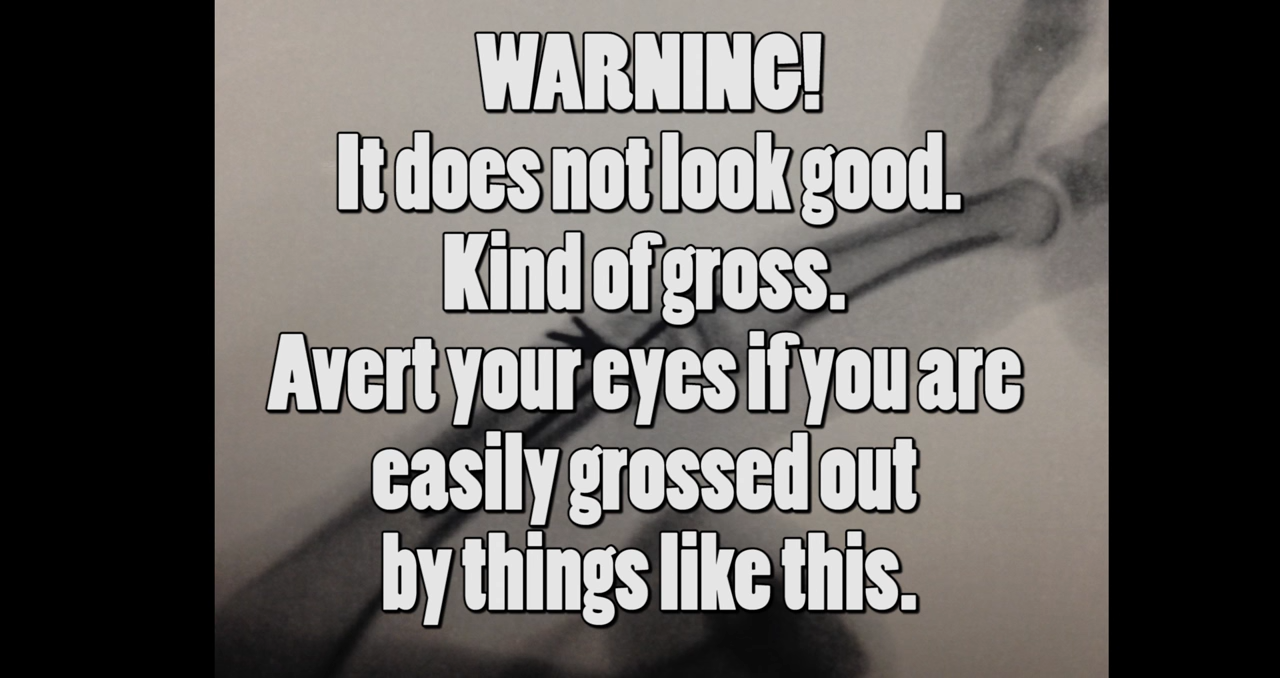 WARNING!
It does not look good.
Kind of gross.
Avert your eyes if you are
easily grossed out
by things like this.